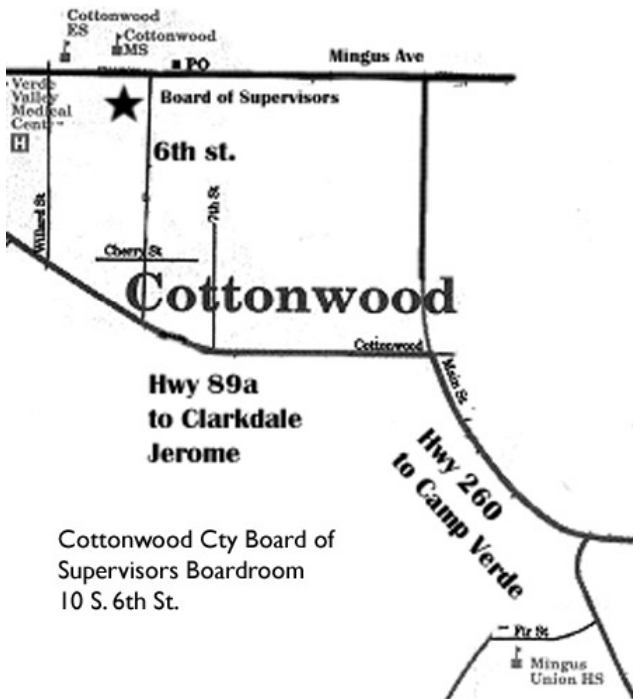 Cottonwood
ES
Cottonwood
MS
PO
Mingus Ave
Verde
Valley
Medical
Cent
H
Board of Supervisors
6th st.
Willard St
7th St
Cherry St
Cottonwood
Cottonwood
Main St
Hwy 89a
to Clarkdale
Jerome
Hwy 260
to Camp Verde
Cottonwood Cty Board of
Supervisors Boardroom
10 S. 6th St.
Fir St
Mingus
Union HS